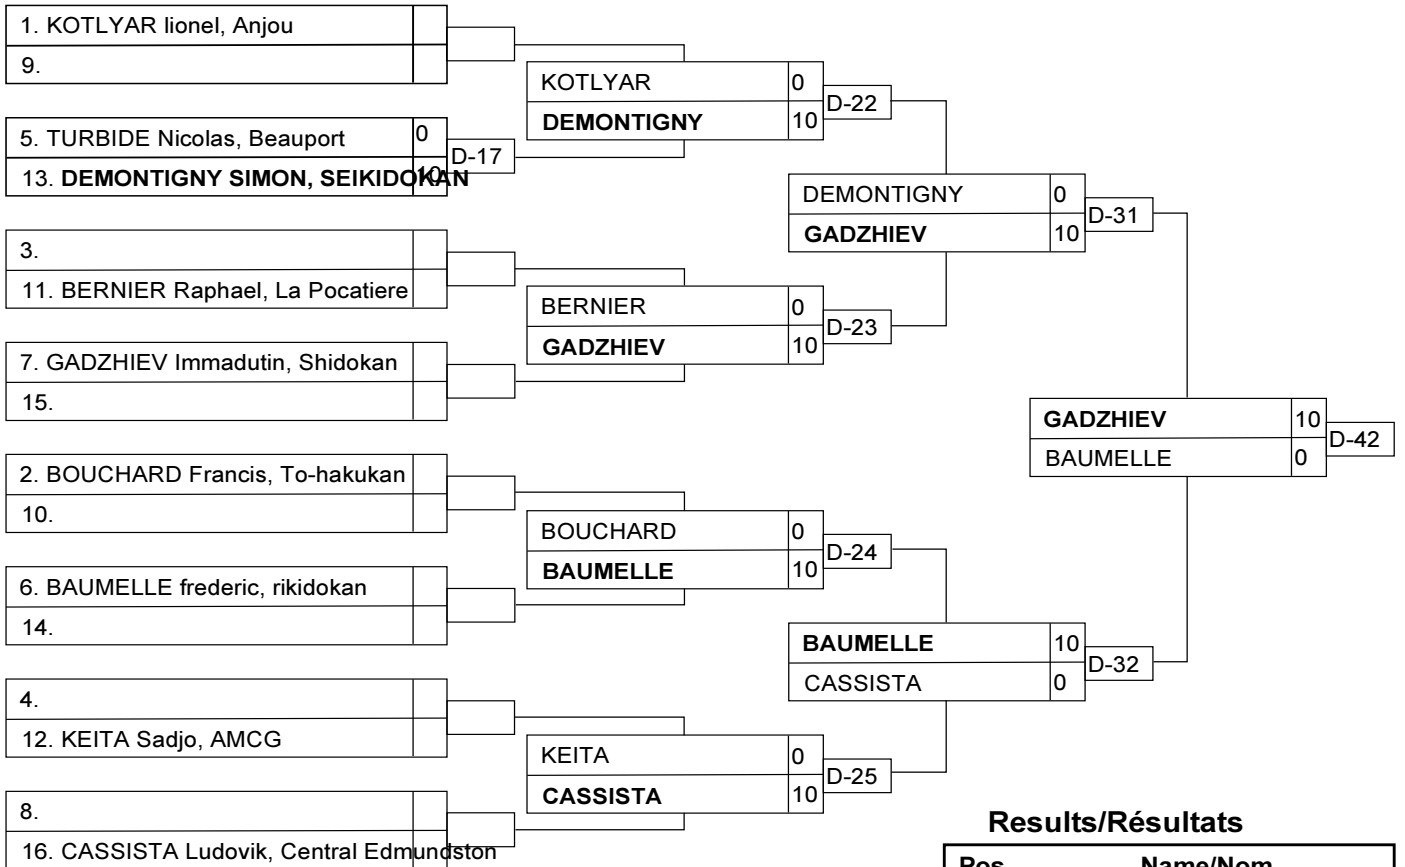 1. KOTLYAR lionel, Anjou
9.
5. TURBIDE Nicolas, Beauport 0
D-17
13. DEMONTIGNY SIMON, SEIKIDOKAN 10
3.
11. BERNIER Raphael, La Pocatiere
7. GADZHIEV Immadutin, Shidokan
15.
2. BOUCHARD Francis, To-hakukan
10.
6. BAUMELLE frederic, rikidokan
14.
4.
12. KEITA Sadjo, AMCG
8.
16. CASSISTA Ludovik, Central Edmundston
KOTLYAR 0
D-22
DEMONTIGNY 10
BERNIER 0
D-23
GADZHIEV 10
BOUCHARD 0
D-24
BAUMELLE 10
KEITA 0
D-25
CASSISTA 10
DEMONTIGNY 0
D-31
GADZHIEV 10
BAUMELLE 10
D-32
CASSISTA 0
GADZHIEV 10
D-42
BAUMELLE 0
Results/Résultats
Pos. Name/Nom